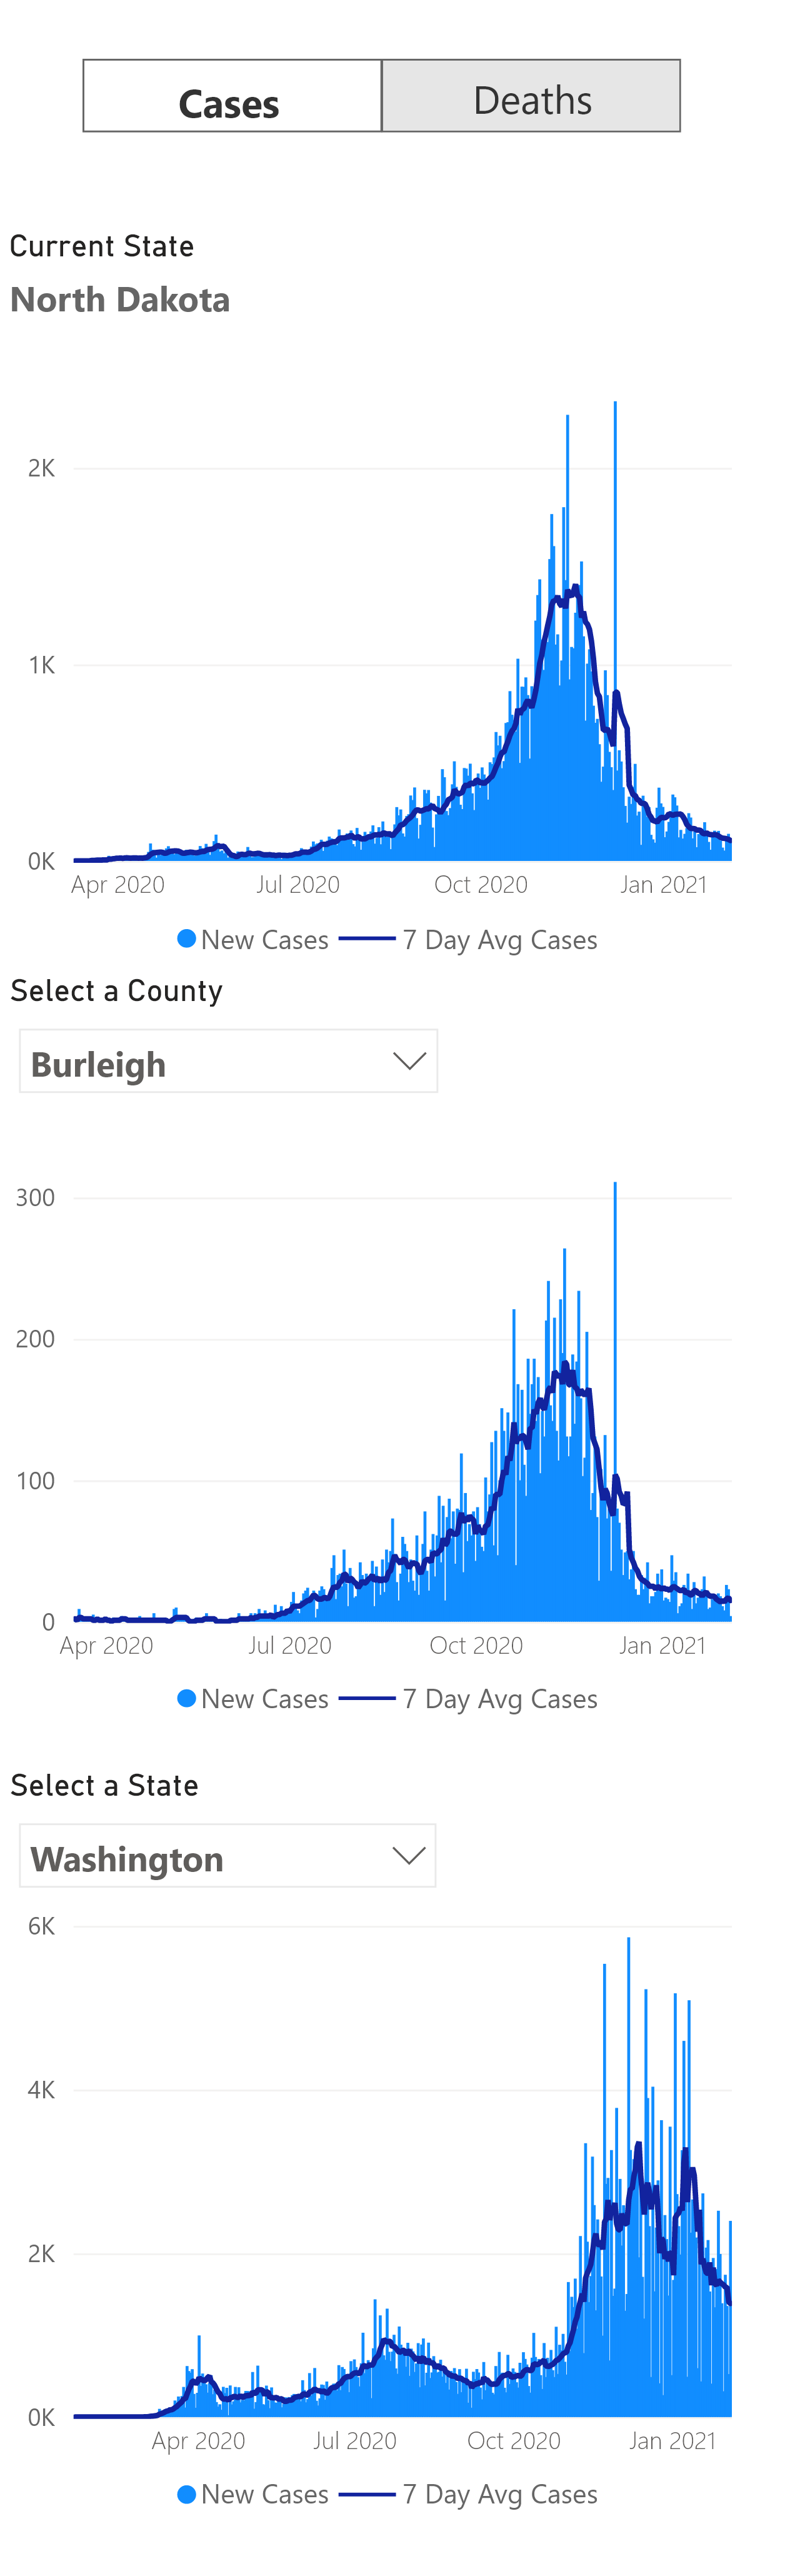 Cases Deaths
Current State
North Dakota
2K
1K
0K
Apr 2020 Jul 2020 Oct 2020 Jan 2021
New Cases 7 Day Avg Cases
Select a County
Burleigh
300
200
100
0
Apr 2020 Jul 2020 Oct 2020 Jan 2021
New Cases 7 Day Avg Cases
Select a State
Washington
6K
4K
2K
0K
Apr 2020 Jul 2020 Oct 2020 Jan 2021
New Cases 7 Day Avg Cases